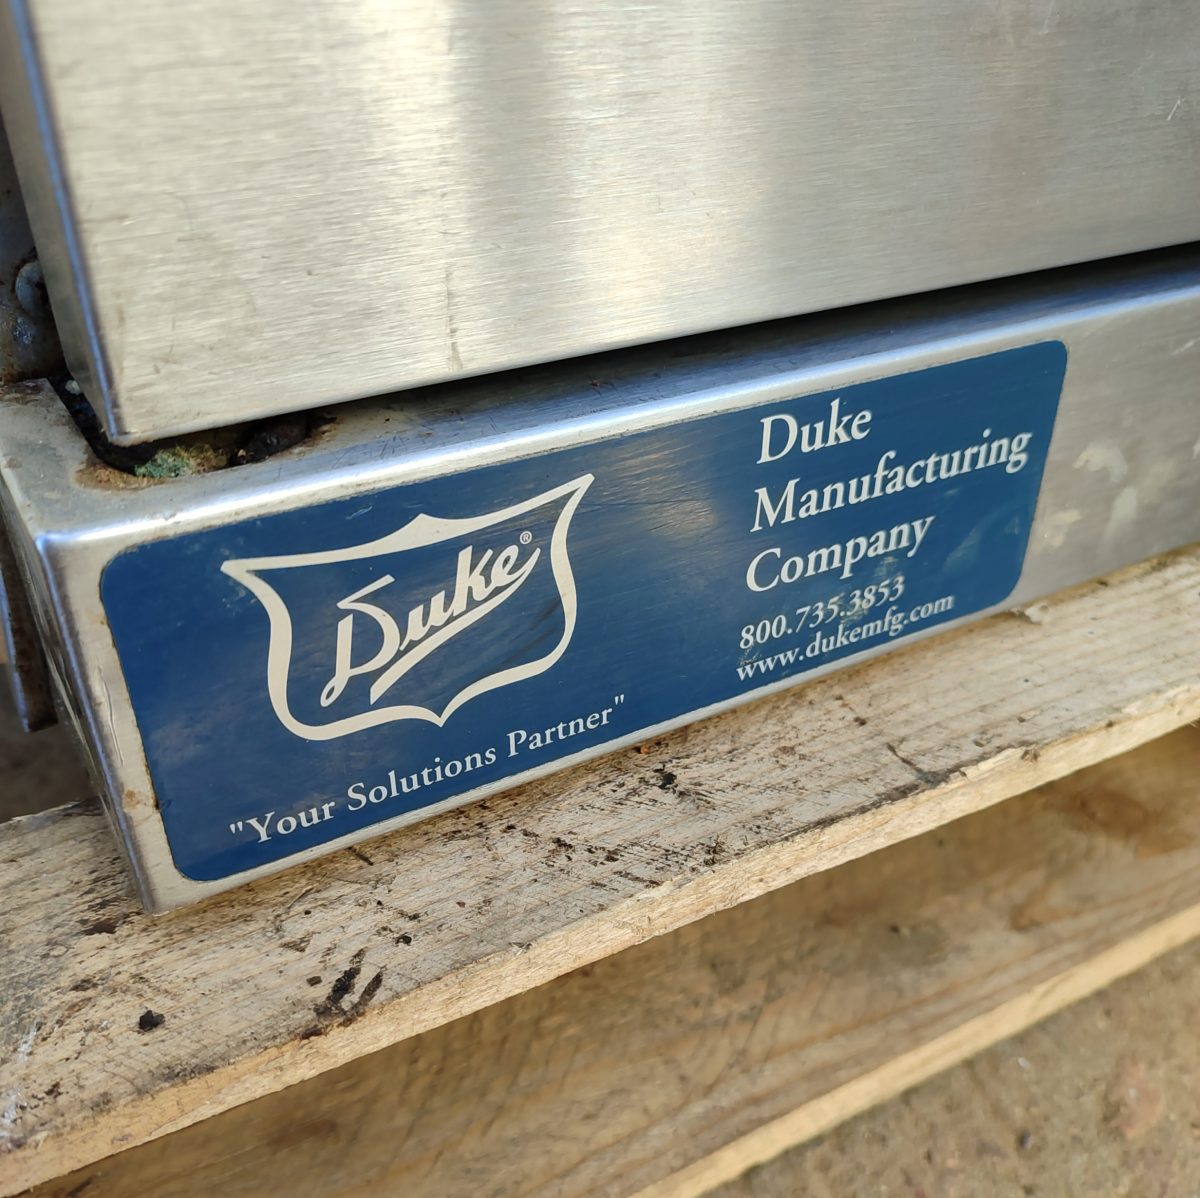 Duke®
"Your Solutions Partner"
Duke
Manufacturing
Company
800.735.3853
www.dukemfg.com